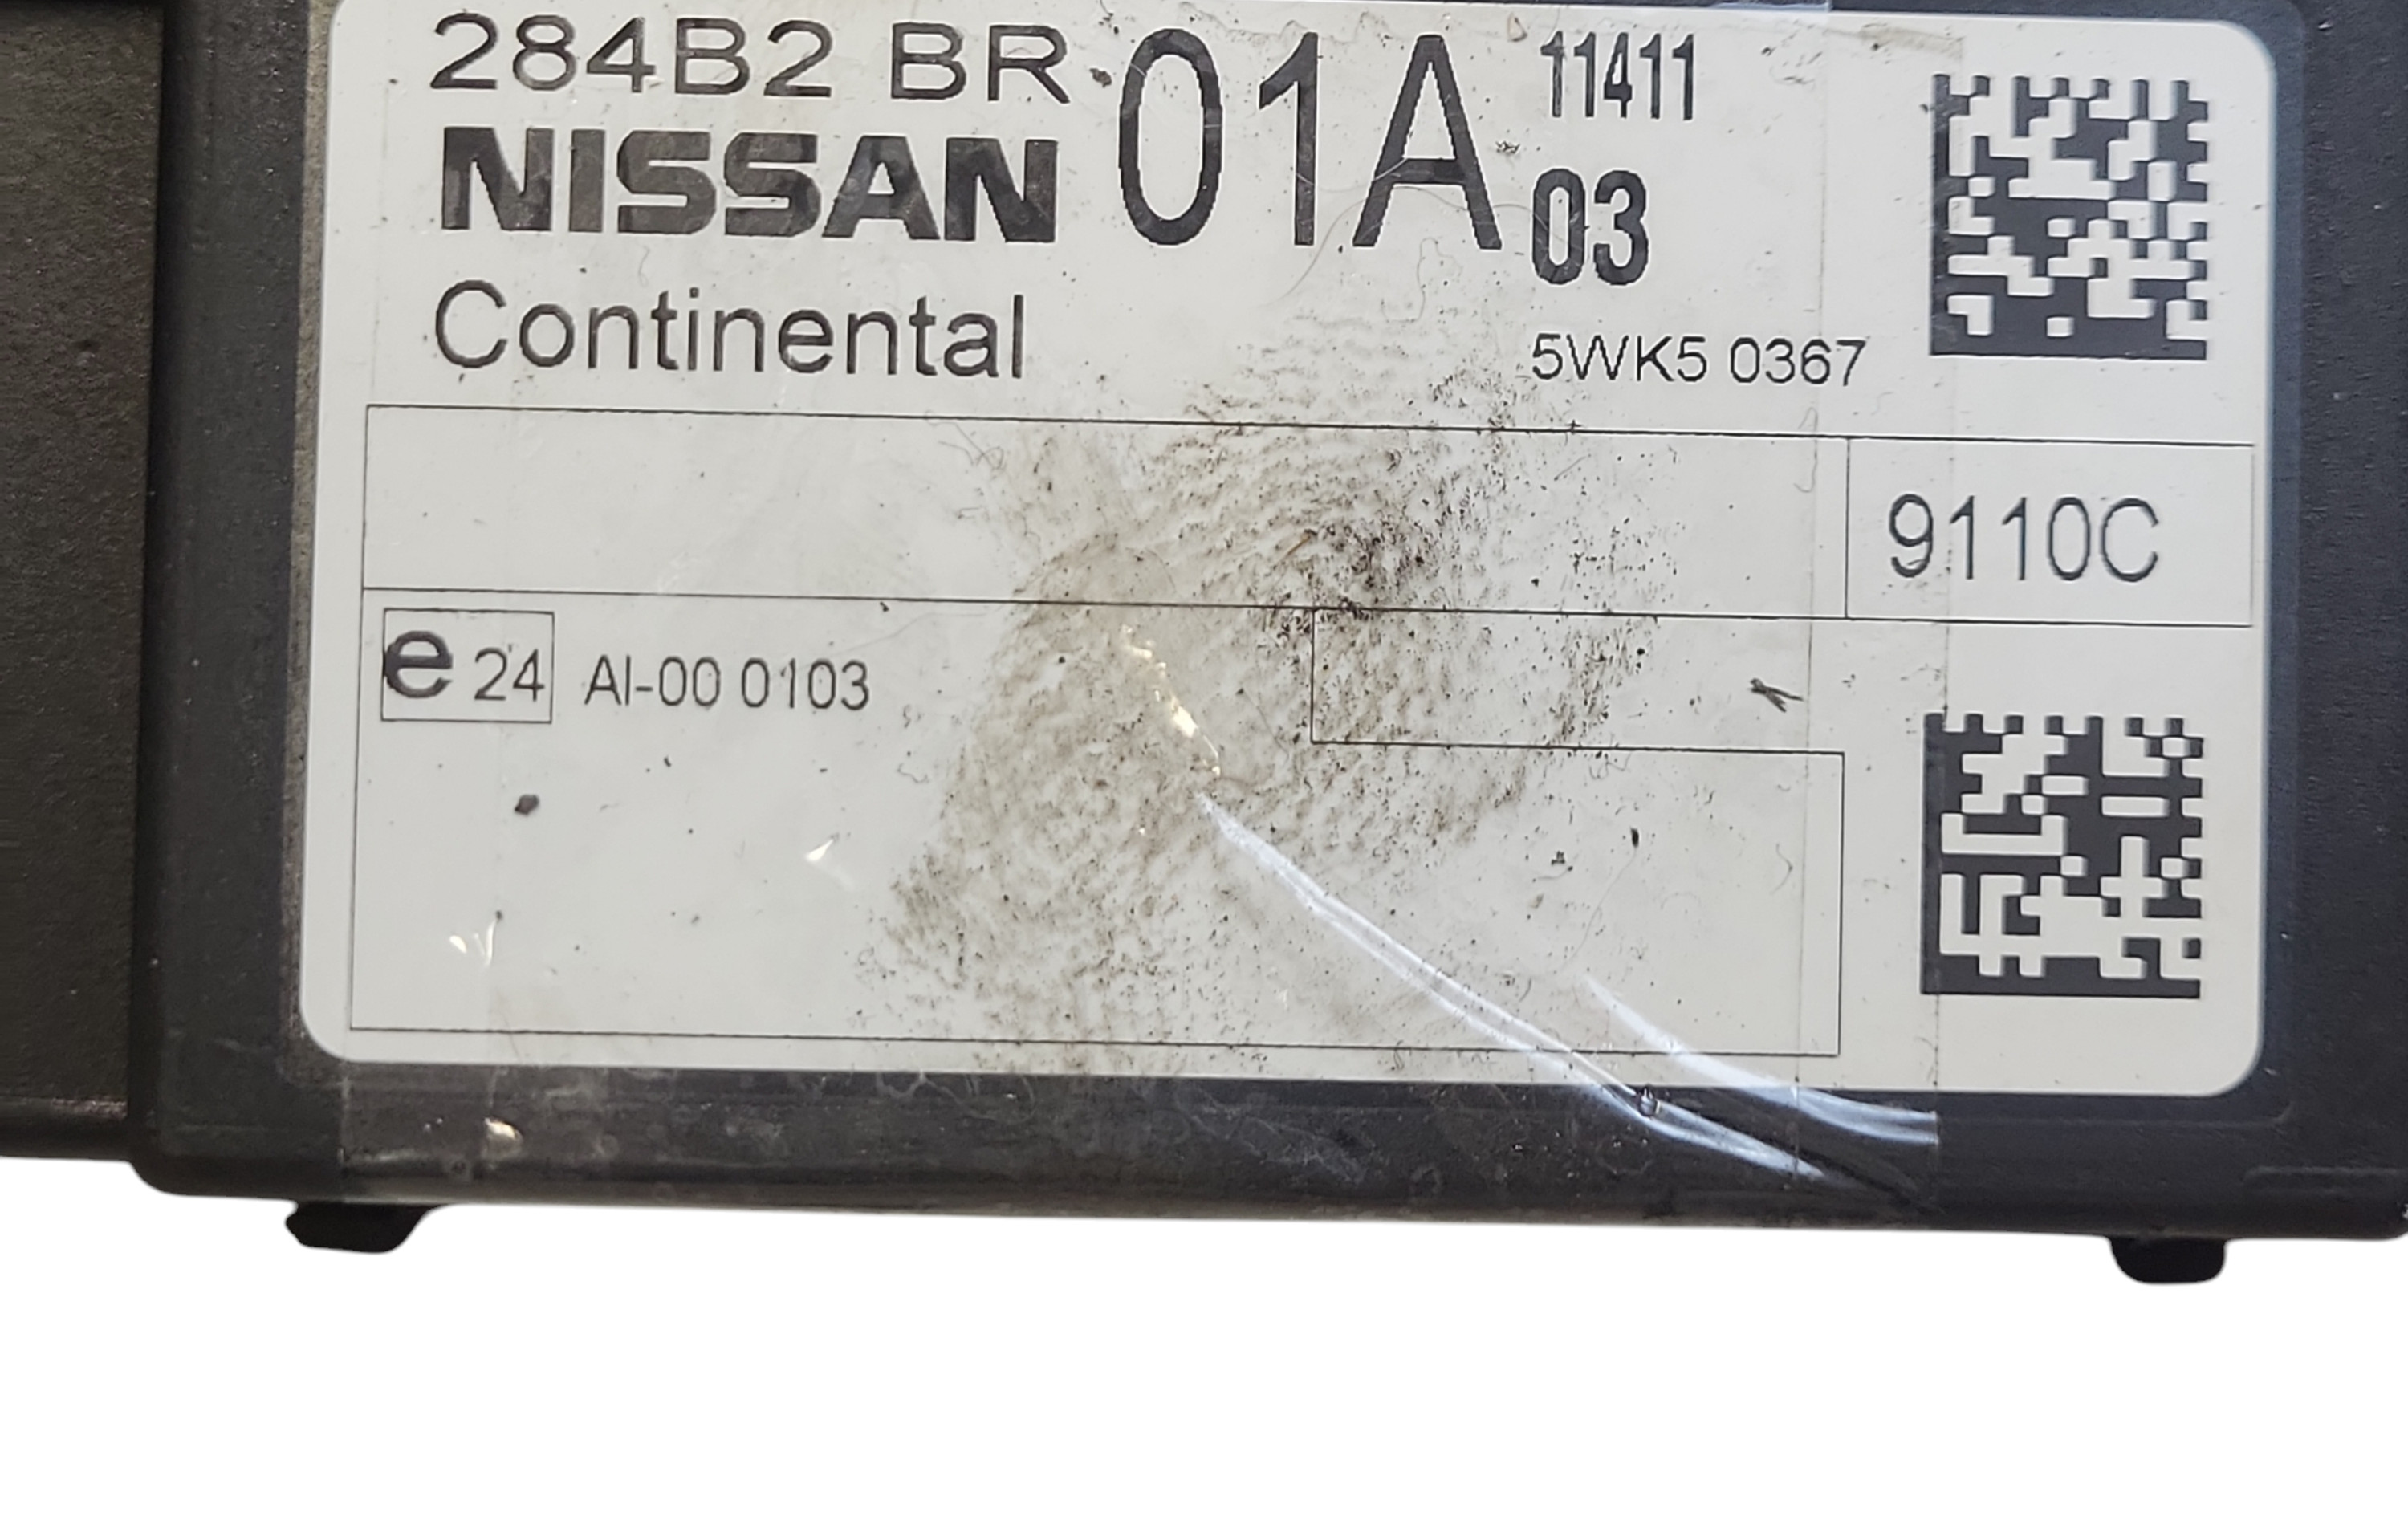 284B2 BR 01A 11411
NISSAN 03
Continental 5WK5 0367
9110C
e 24 AI-00 0103